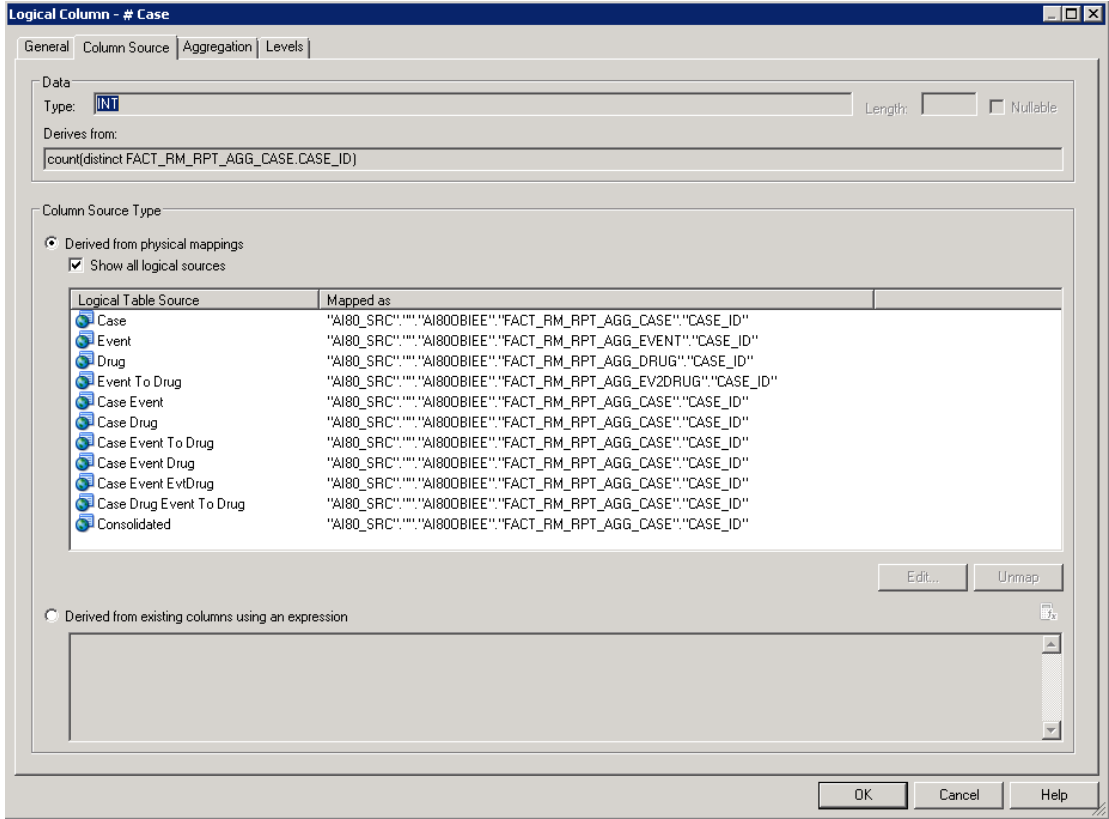 Logical Column - # Case
General Column Source Aggregation Levels
Data
Type: INT Length: Nullable
Derives from:
count(distinct FACT_RM_RPT_AGG_CASE.CASE_ID)
Column Source Type
Derived from physical mappings
Show all logical sources
Logical Table Source Mapped as
Case "AI80_SRC".""."AI80OBIEE"."FACT_RM_RPT_AGG_CASE"."CASE_ID"
Event "AI80_SRC".""."AI80OBIEE"."FACT_RM_RPT_AGG_EVENT"."CASE_ID"
Drug "AI80_SRC".""."AI80OBIEE"."FACT_RM_RPT_AGG_DRUG"."CASE_ID"
Event To Drug "AI80_SRC".""."AI80OBIEE"."FACT_RM_RPT_AGG_EV2DRUG"."CASE_ID"
Case Event "AI80_SRC".""."AI80OBIEE"."FACT_RM_RPT_AGG_CASE"."CASE_ID"
Case Drug "AI80_SRC".""."AI80OBIEE"."FACT_RM_RPT_AGG_CASE"."CASE_ID"
Case Event To Drug "AI80_SRC".""."AI80OBIEE"."FACT_RM_RPT_AGG_CASE"."CASE_ID"
Case Event Drug "AI80_SRC".""."AI80OBIEE"."FACT_RM_RPT_AGG_CASE"."CASE_ID"
Case Event EvtDrug "AI80_SRC".""."AI80OBIEE"."FACT_RM_RPT_AGG_CASE"."CASE_ID"
Case Drug Event To Drug "AI80_SRC".""."AI80OBIEE"."FACT_RM_RPT_AGG_CASE"."CASE_ID"
Consolidated "AI80_SRC".""."AI80OBIEE"."FACT_RM_RPT_AGG_CASE"."CASE_ID"
Edit... Unmap
Derived from existing columns using an expression
OK Cancel Help